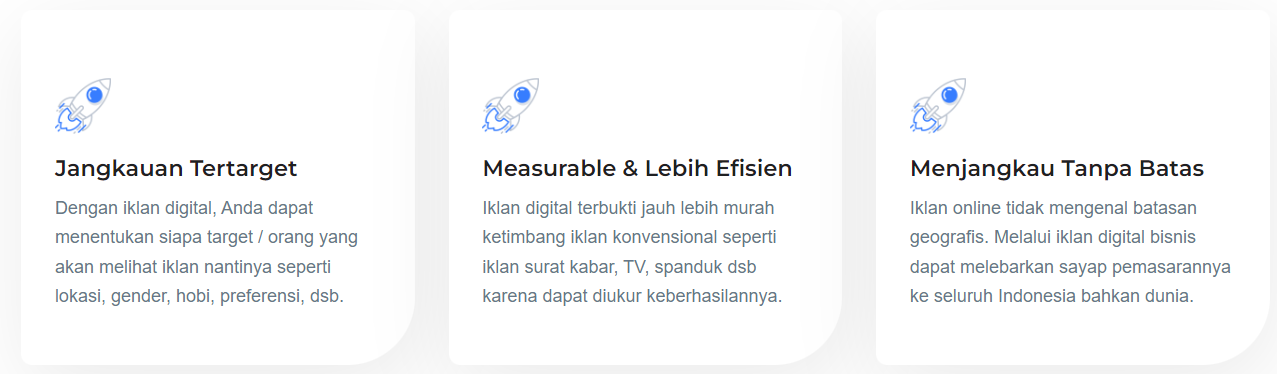 Jangkauan Tertarget
Dengan iklan digital, Anda dapat
menentukan siapa target / orang yang
akan melihat iklan nantinya seperti
lokasi, gender, hobi, preferensi, dsb.
Measurable & Lebih Efisien
Iklan digital terbukti jauh lebih murah
ketimbang iklan konvensional seperti
iklan surat kabar, TV, spanduk dsb
karena dapat diukur keberhasilannya.
Menjangkau Tanpa Batas
Iklan online tidak mengenal batasan
geografis. Melalui iklan digital bisnis
dapat melebarkan sayap pemasarannya
ke seluruh Indonesia bahkan dunia.